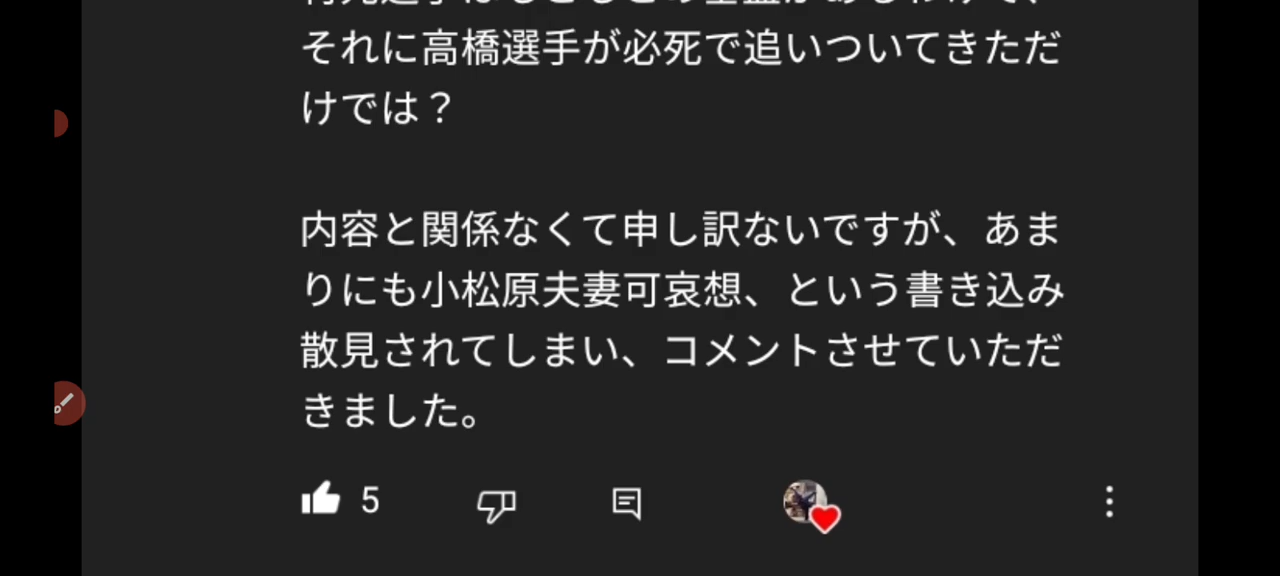 それに高橋選手が必死で追いついてきただ
けでは？
内容と関係なくて申し訳ないですが、あま
りにも小松原夫妻可哀想、という書き込み
散見されてしまい、コメントさせていただ
きました。
5